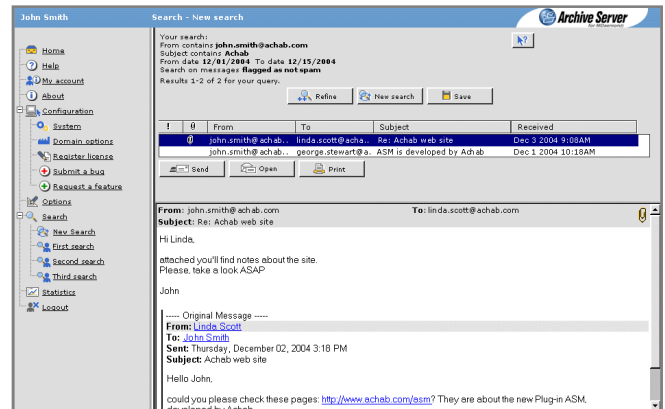 John Smith
Search - New search
Archive Server
for MDaemon
Home
Help
My account
About
Configuration
System
Domain options
Register license
Submit a bug
Request a feature
Options
Search
New Search
First search
Second search
Third search
Statistics
Logout
Your search:
From contains john.smith@achab.com
Subject contains Achab
From date 12/01/2004 To date 12/15/2004
Search on messages flagged as not spam
Results 1-2 of 2 for your query.
Refine New search Save
! From To Subject Received
john.smith@achab.. linda.scott@acha.. Re: Achab web site Dec 3 2004 9:08AM
john.smith@achab.. george.stewart@a. ASM is developed by Achab Dec 1 2004 10:18AM
Send Open Print
From: john.smith@achab.com To: linda.scott@achab.com
Subject: Re: Achab web site
Hi Linda,
attached you'll find notes about the site.
Please, take a look ASAP
John
----- Original Message -----
From: Linda Scott
To: John Smith
Sent: Thursday, December 02, 2004 3:18 PM
Subject: Achab web site
Hello John,
could you please check these pages: http://www.achab.com/asm? They are about the new Plug-in ASM,
developed by Achab